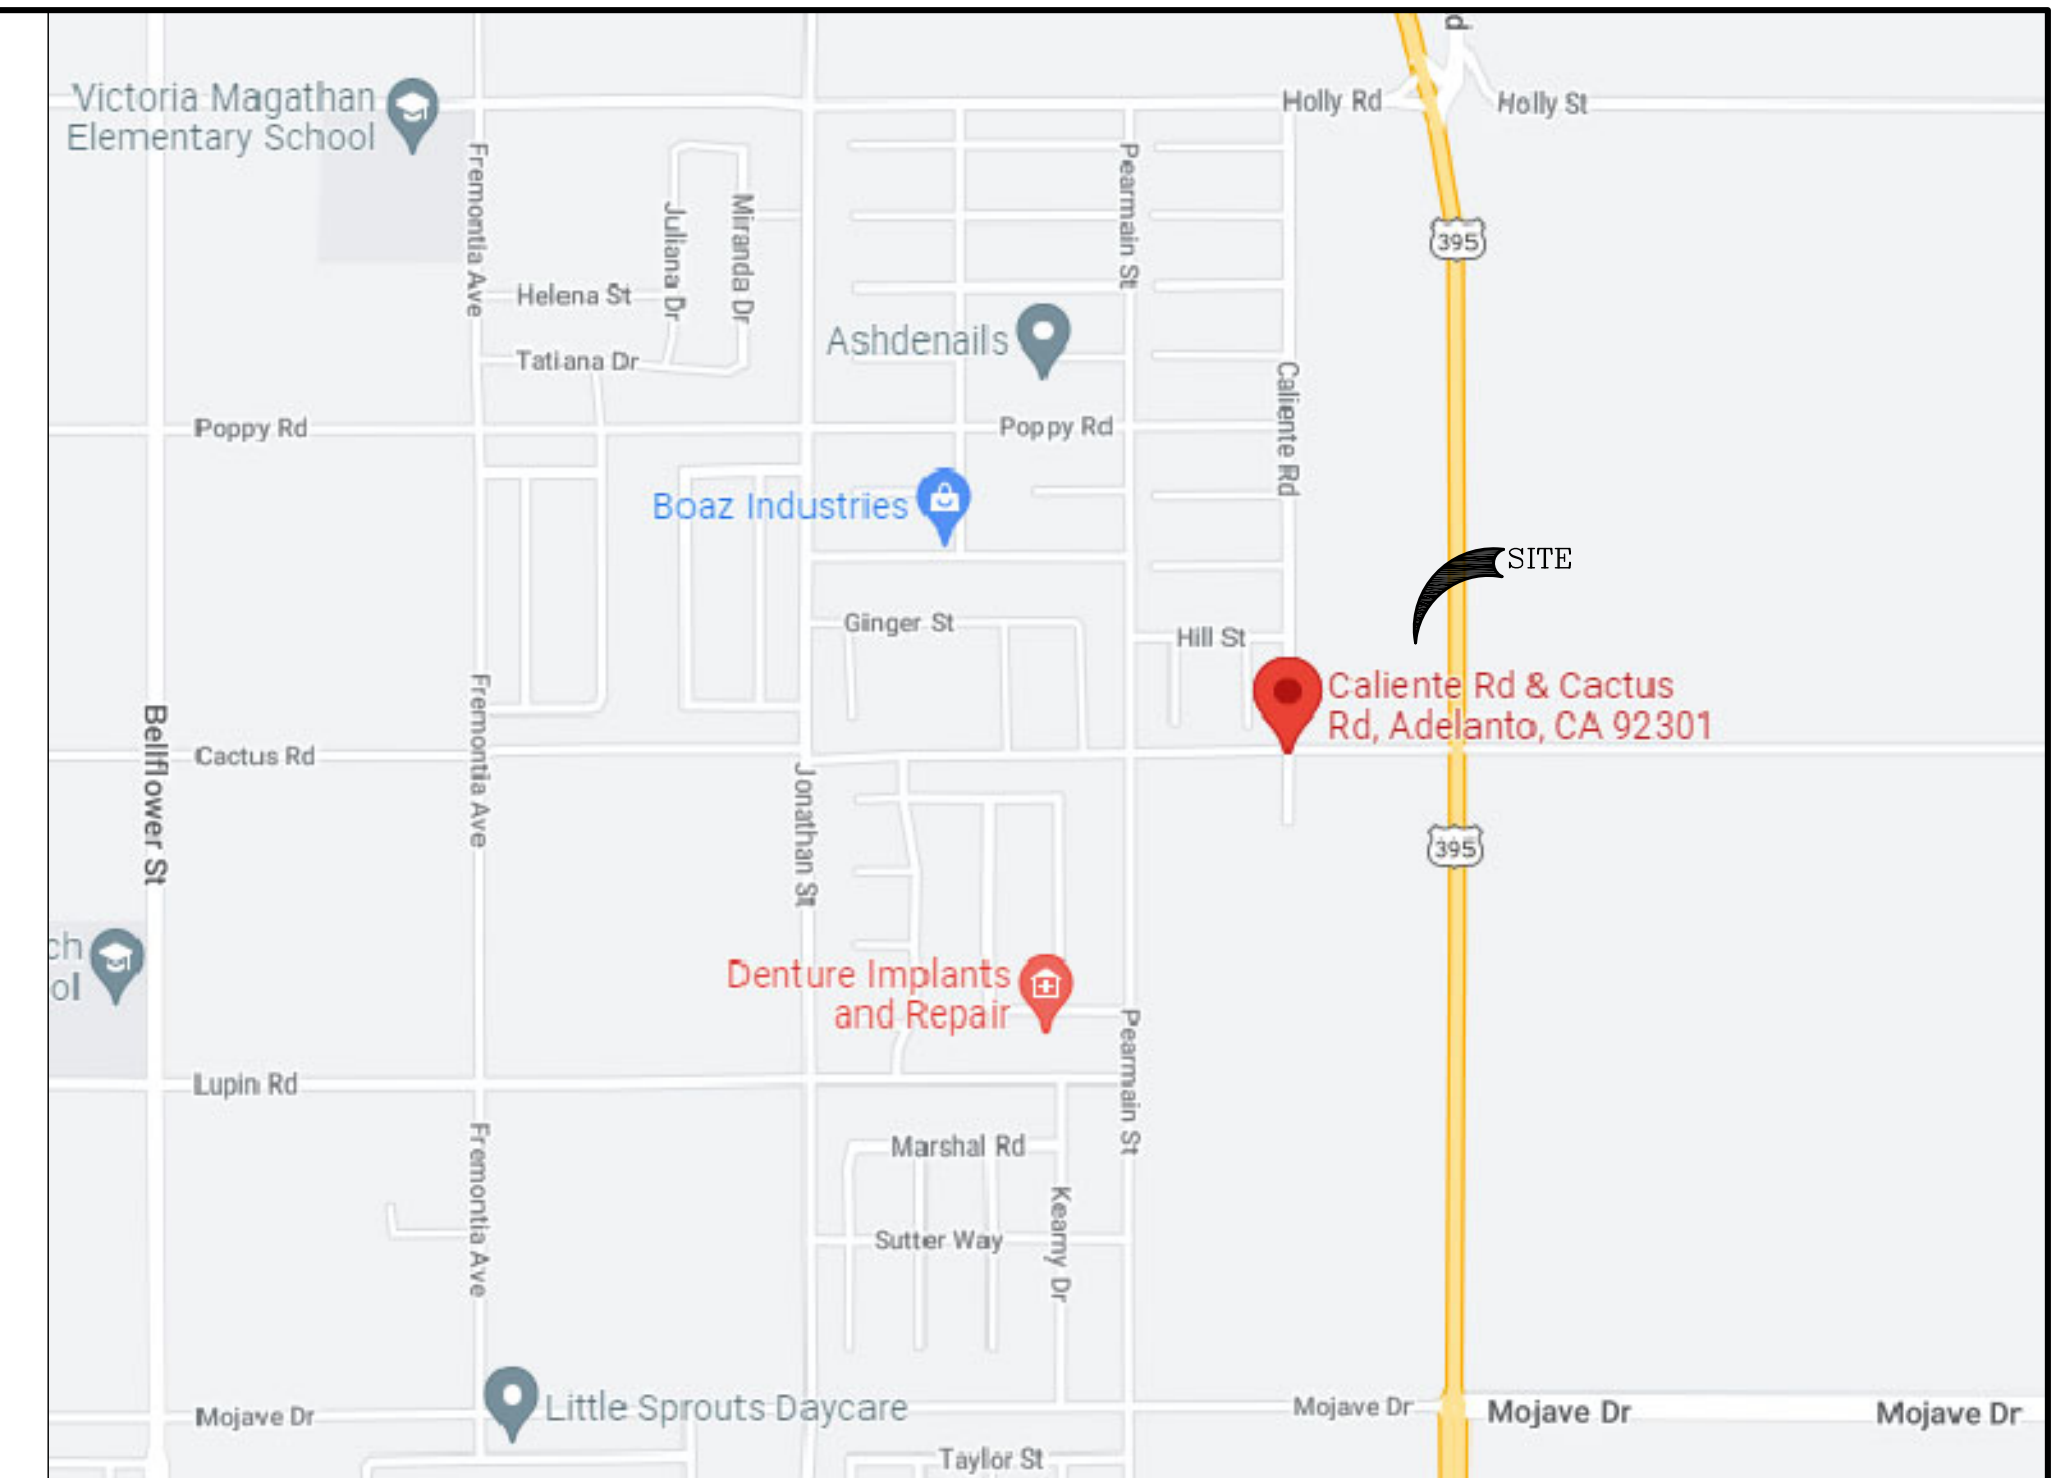 d
Victoria Magathan
Elementary School
Holly Rd
Holly St
Fremontia Ave
Juliana Dr
Miranda Dr
Pearmain St
395
Helena St
Ashdenails
Tatiana Dr
Caliente Rd
Poppy Rd
Poppy Rd
Boaz Industries
SITE
Ginger St
Hill St
Caliente Rd & Cactus
Rd, Adelanto, CA 92301
Fremontia Ave
Bellflower St
Cactus Rd
Jonathan St
395
ch
ol
Denture Implants
and Repair
Pearmain St
Lupin Rd
Fremontia Ave
Marshal Rd
Kearny Dr
Sutter Way
Little Sprouts Daycare
Mojave Dr
Mojave Dr
Mojave Dr
Mojave Dr
Taylor St